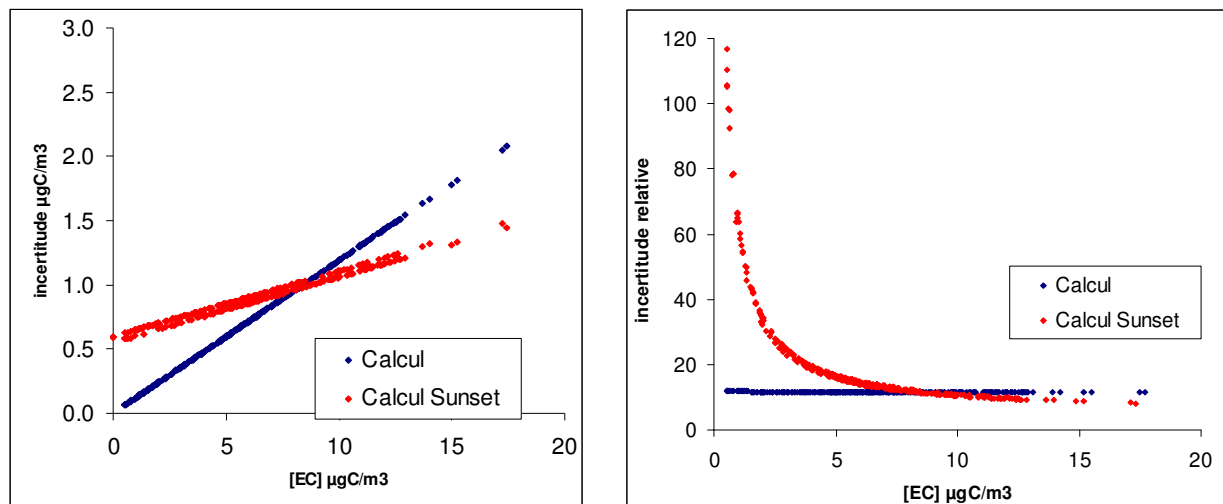 3.0
2.5
2.0
1.5
1.0
0.5
0.0
incertitude µgC/m3
0 5 10 15 20
[EC] µgC/m3
Calcul
Calcul Sunset
120
100
80
60
40
20
0
incertitude relative
0 5 10 15 20
[EC] µgC/m3
Calcul
Calcul Sunset